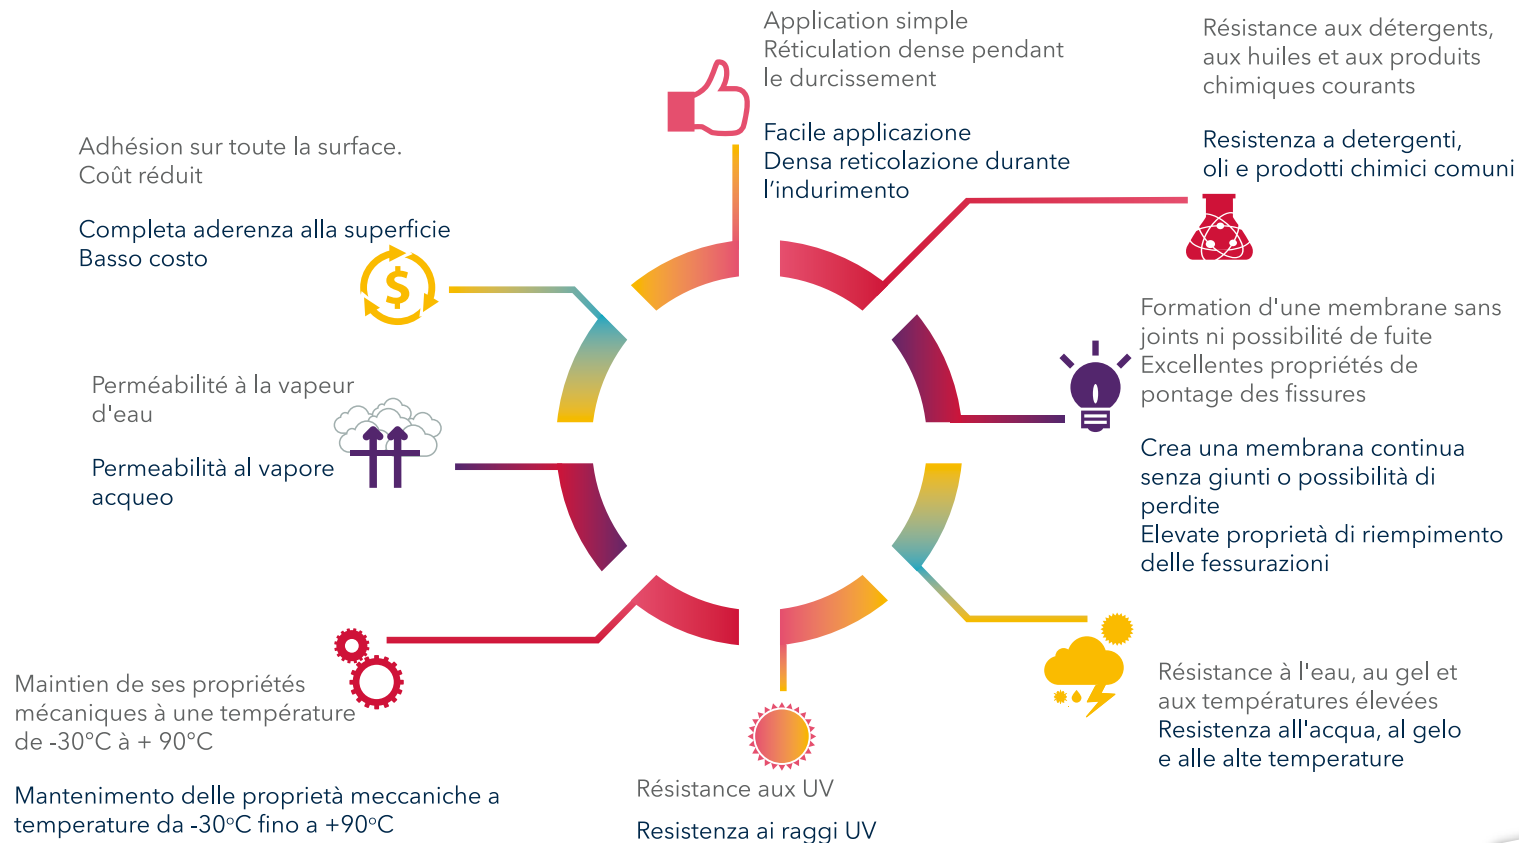 Application simple
Réticulation dense pendant
le durcissement
Facile applicazione
Densa reticolazione durante
l’indurimento
Résistance aux détergents,
aux huiles et aux produits
chimiques courants
Resistenza a detergenti,
oli e prodotti chimici comuni
Adhésion sur toute la surface.
Coût réduit
Completa aderenza alla superficie
Basso costo
$
Formation d'une membrane sans
joints ni possibilité de fuite
Excellentes propriétés de
pontage des fissures
Crea una membrana continua
senza giunti o possibilità di
perdite
Elevate proprietà di riempimento
delle fessurazioni
Perméabilité à la vapeur
d'eau
Permeabilità al vapore
acqueo
Résistance à l'eau, au gel et
aux températures élevées
Resistenza all'acqua, al gelo
e alle alte temperature
Maintien de ses propriétés
mécaniques à une température
de -30°C à + 90°C
Mantenimento delle proprietà meccaniche a
temperature da -30°C fino a +90°C
Résistance aux UV
Resistenza ai raggi UV